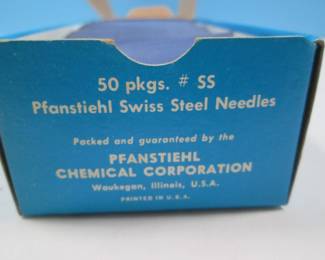 50 pkgs. # SS
Pfanstiehl Swiss Steel Needles
Packed and guaranteed by the
PFANSTIEHL
CHEMICAL CORPORATION
Waukegan, Illinois, U.S.A.
PRINTED IN U.S.A.